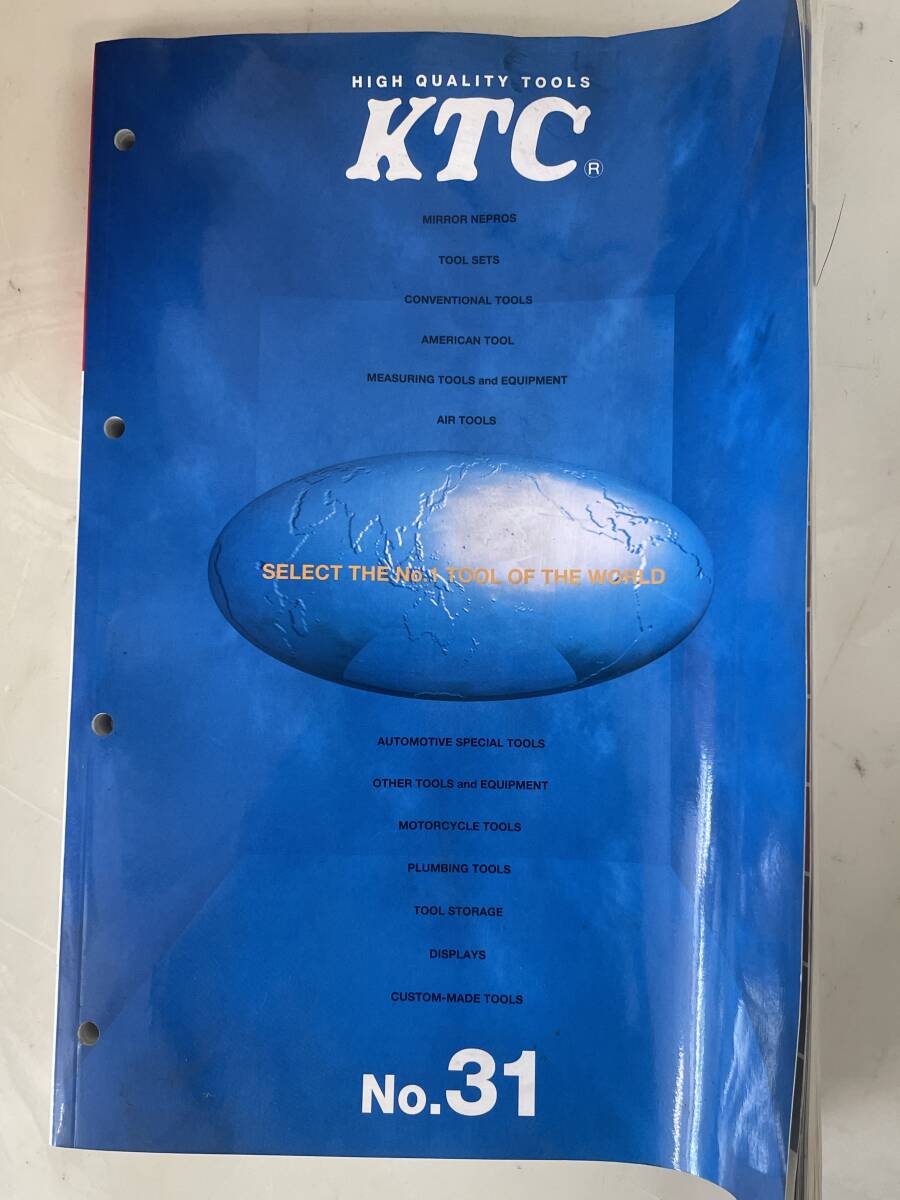 HIGH QUALITY TOOLS
KTC®
MIRROR NEPROS
TOOL SETS
CONVENTIONAL TOOLS
AMERICAN TOOL
MEASURING TOOLS and EQUIPMENT
AIR TOOLS
SELECT THE No.1 TOOL OF THE WORLD
AUTOMOTIVE SPECIAL TOOLS
OTHER TOOLS and EQUIPMENT
MOTORCYCLE TOOLS
PLUMBING TOOLS
TOOL STORAGE
DISPLAYS
CUSTOM-MADE TOOLS
No.31